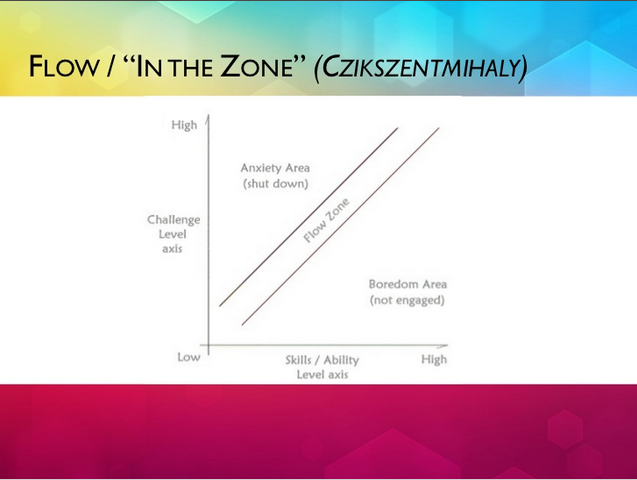 Flow / “In the Zone” (Czikszentmihaly)
High
Anxiety Area
(shut down)
Flow Zone
Challenge
Level
axis
Boredom Area
(not engaged)
Low
Skills / Ability
Level axis
High